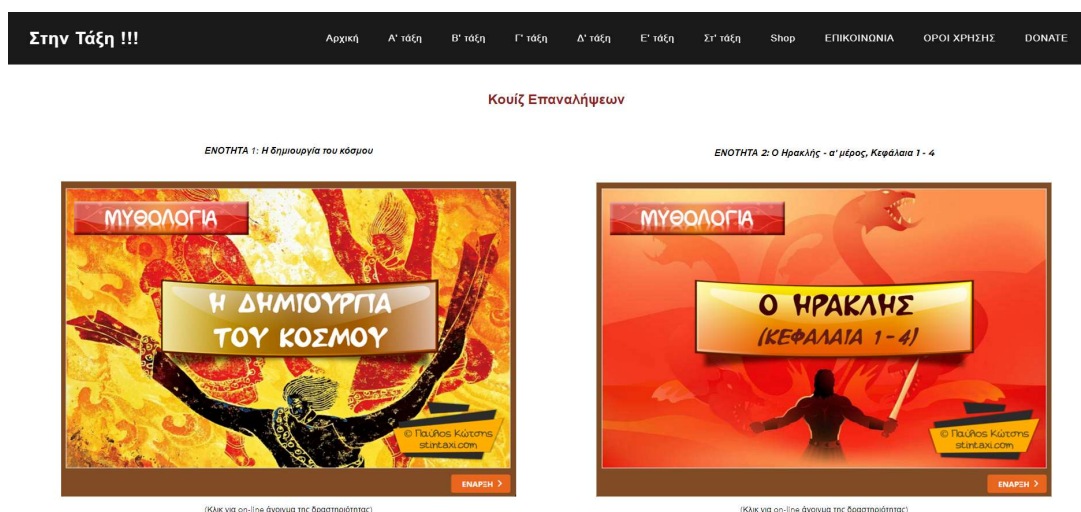 Στην Τάξη !!!
Αρχική Α' τάξη Β' τάξη Γ' τάξη Δ' τάξη Ε' τάξη Στ' τάξη Shop ΕΠΙΚΟΙΝΩΝΙΑ ΟΡΟΙ ΧΡΗΣΗΣ DONATE
Κουίζ Επαναλήψεων
ΕΝΟΤΗΤΑ 1: Η δημιουργία του κόσμου
ΜΥΘΟΛΟΓΙΑ
Η ΔΗΜΙΟΥΡΓΙΑ
ΤΟΥ ΚΟΣΜΟΥ
© Παύλος Κώτσης
stintaxi.com
ΕΝΑΡΞΗ >
(Κλικ για on-line άνοιγμα της δραστηριότητας)
ΕΝΟΤΗΤΑ 2: Ο Ηρακλής - α' μέρος, Κεφάλαια 1 - 4
ΜΥΘΟΛΟΓΙΑ
Ο ΗΡΑΚΛΗΣ
(ΚΕΦΑΛΑΙΑ 1-4)
© Παύλος Κώτσης
stintaxi.com
ΕΝΑΡΞΗ >
(Κλικ για on-line άνοιγμα της δραστηριότητας)